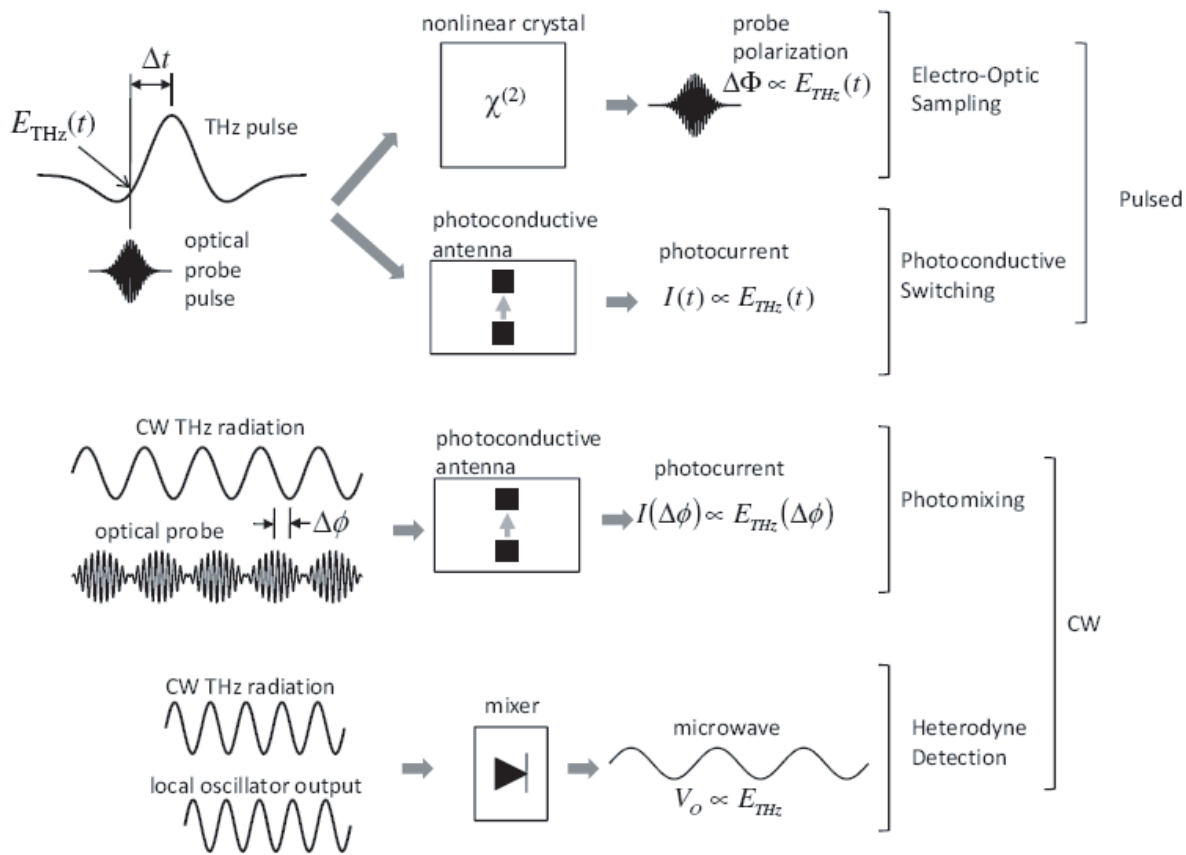 Δt
E_THz(t)
THz pulse
optical
probe
pulse
nonlinear crystal
χ⁽²⁾
probe
polarization
ΔΦ ∝ E_THz(t)
Electro-Optic
Sampling
photoconductive
antenna
photocurrent
I(t) ∝ E_THz(t)
Photoconductive
Switching
Pulsed
CW THz radiation
optical probe
Δϕ
photoconductive
antenna
photocurrent
I(Δϕ) ∝ E_THz(Δϕ)
Photomixing
CW THz radiation
local oscillator output
mixer
microwave
V_O ∝ E_THz
Heterodyne
Detection
CW